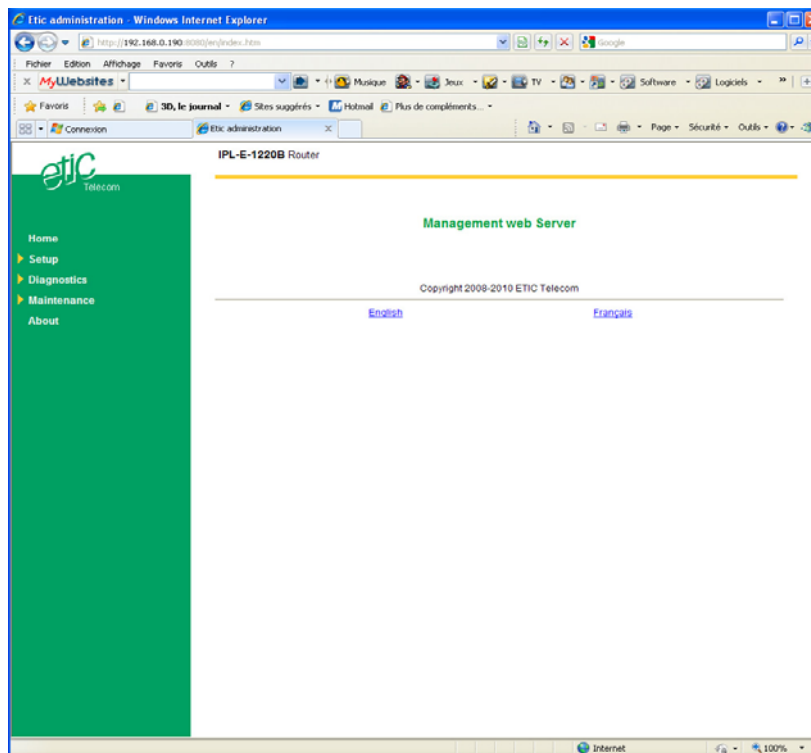 Etic administration - Windows Internet Explorer
http://192.168.0.190:8080/en/index.htm
Google
Fichier Edition Affichage Favoris Outils ?
MyWebsites Musique Jeux TV Software Logiciels »
Favoris 3D, le journal Sites suggérés Hotmail Plus de compléments...
Connexion Etic administration Page Sécurité Outils
etic
Telecom
IPL-E-1220B Router
Home
Setup
Diagnostics
Maintenance
About
Management web Server
Copyright 2008-2010 ETIC Telecom
English Français
Internet 100%